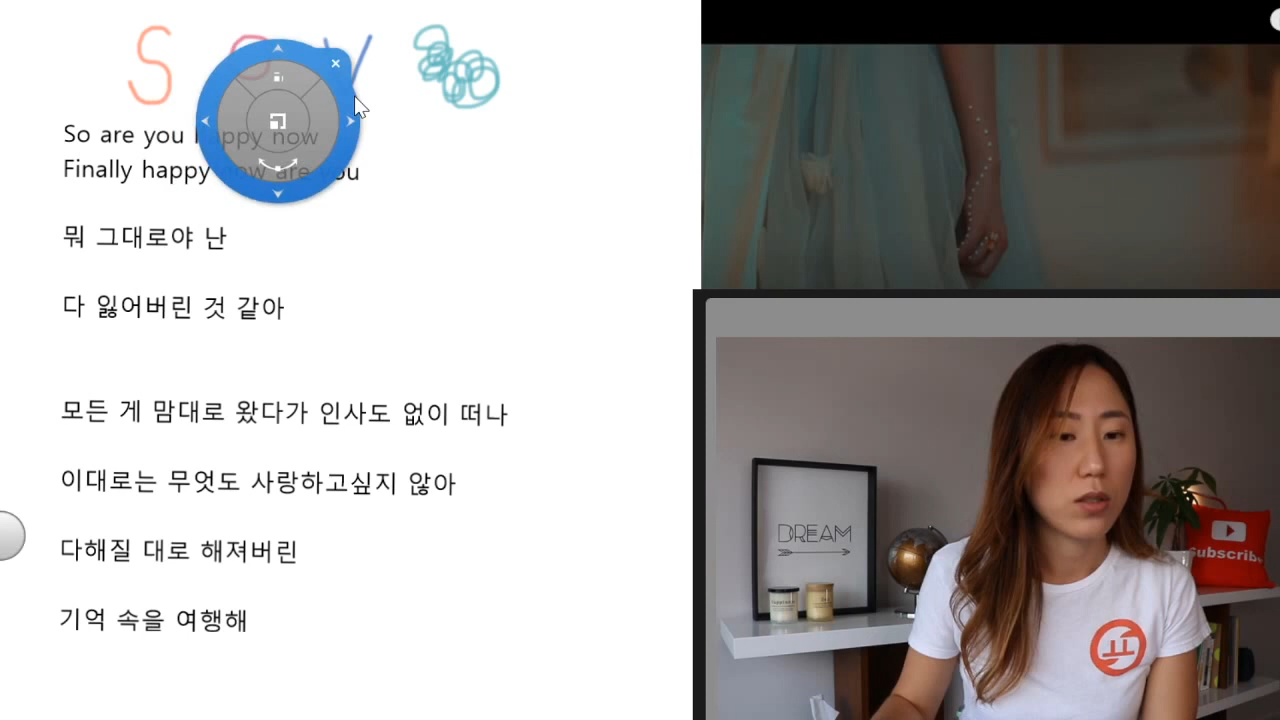 S O Y
So are you happy now
Finally happy now are you
뭐 그대로야 난
다 잃어버린 것 같아
모든 게 맘대로 왔다가 인사도 없이 떠나
이대로는 무엇도 사랑하고싶지 않아
다해질 대로 해져버린
기억 속을 여행해
DREAM
Subscribe